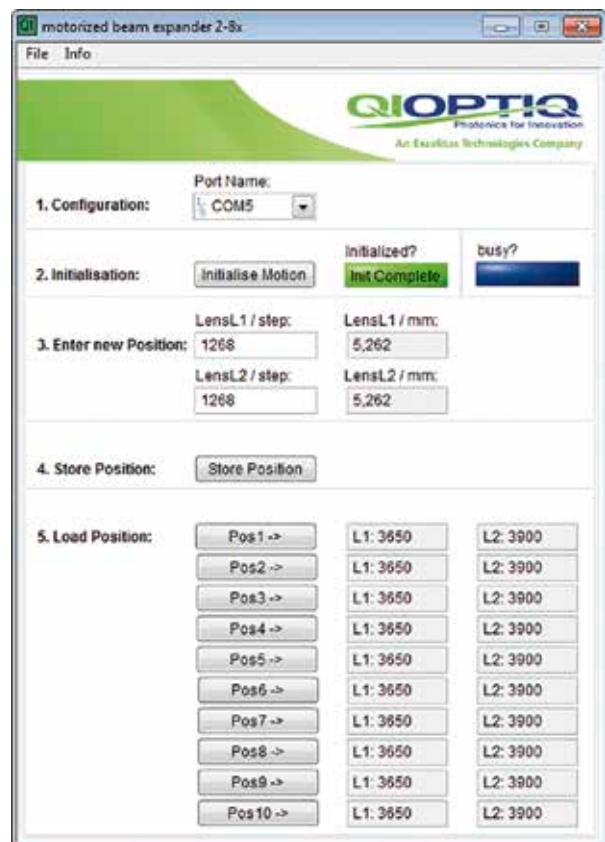 motorized beam expander 2-8x
File Info
QIOPTIQ
Photonics for Innovation
An Excelitas Technologies Company
Port Name:
1. Configuration: COM5
Initialized? busy?
2. Initialisation: Initialise Motion Init Complete
LensL1 / step: LensL1 / mm:
3. Enter new Position: 1268 5,262
LensL2 / step: LensL2 / mm:
1268 5,262
4. Store Position: Store Position
5. Load Position: Pos1 -> L1: 3650 L2: 3900
Pos2 -> L1: 3650 L2: 3900
Pos3 -> L1: 3650 L2: 3900
Pos4 -> L1: 3650 L2: 3900
Pos5 -> L1: 3650 L2: 3900
Pos6 -> L1: 3650 L2: 3900
Pos7 -> L1: 3650 L2: 3900
Pos8 -> L1: 3650 L2: 3900
Pos9 -> L1: 3650 L2: 3900
Pos10 -> L1: 3650 L2: 3900